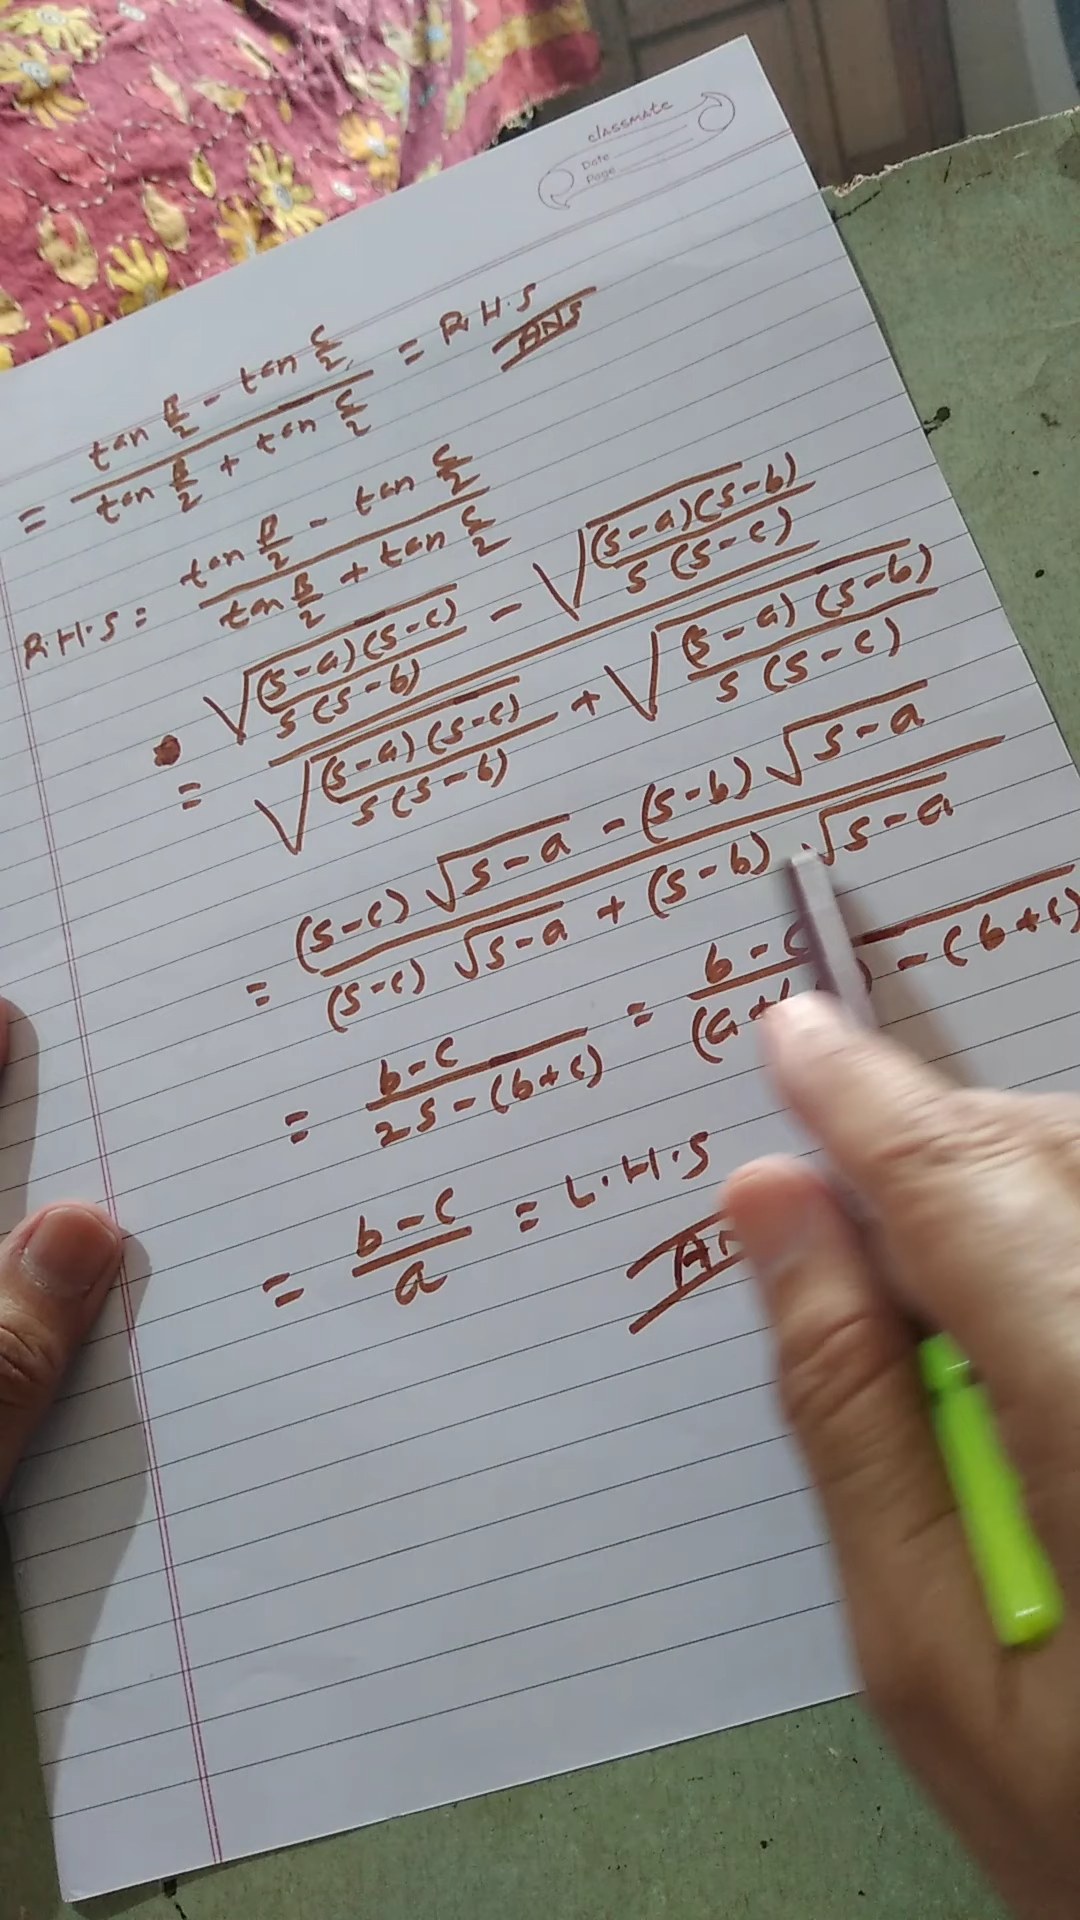 classmate
Date
Page
= (tan B/2 - tan C/2) / (tan B/2 + tan C/2) = R.H.S
ANS
R.H.S = (tan B/2 - tan C/2) / (tan B/2 + tan C/2)
= (√((s-a)(s-c) / s(s-b)) - √((s-a)(s-b) / s(s-c))) / (√((s-a)(s-c) / s(s-b)) + √((s-a)(s-b) / s(s-c)))
= ((s-c) √(s-a) - (s-b) √(s-a)) / ((s-c) √(s-a) + (s-b) √(s-a))
= (b-c) / (2s-(b+c)) = (b-c) / (a+ - (b+c)
= (b-c) / a = L.H.S